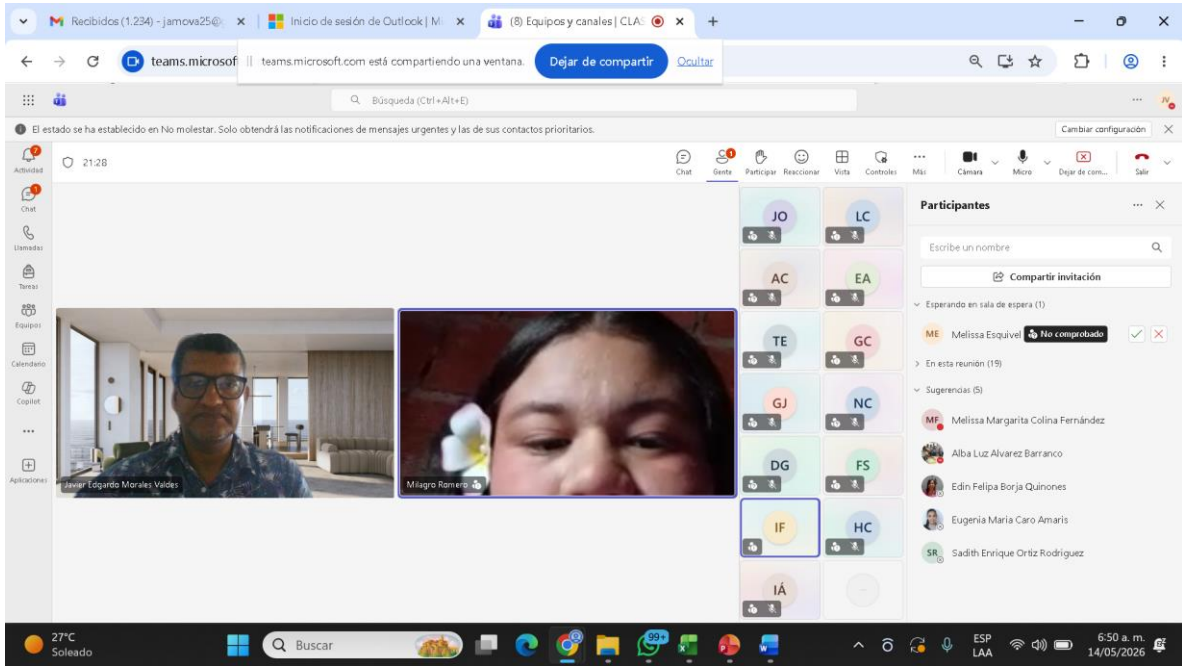 Recibidos (1.234) - jamova25@
Inicio de sesión de Outlook | M
(8) Equipos y canales | CLAS
teams.microsof
teams.microsoft.com está compartiendo una ventana.
Dejar de compartir
Ocultar
Búsqueda (Ctrl+Alt+E)
JV
El estado se ha establecido en No molestar. Solo obtendrá las notificaciones de mensajes urgentes y las de sus contactos prioritarios.
Cambiar configuración
7
Actividad
1
Chat
Llamadas
Tareas
Equipos
Calendario
Copilot
Aplicaciones
21:28
Chat
1
Gente
Participar
Reaccionar
Vista
Controles
Más
Cámara
Micro
Dejar de com...
Salir
Javier Edgardo Morales Valdes
Milagro Romero
JO
LC
AC
EA
TE
GC
GJ
NC
DG
FS
IF
HC
IÁ
Participantes
Escribe un nombre
Compartir invitación
Esperando en sala de espera (1)
ME
Melissa Esquivel
No comprobado
En esta reunión (19)
Sugerencias (5)
MF
Melissa Margarita Colina Fernández
Alba Luz Alvarez Barranco
Edin Felipa Borja Quinones
Eugenia Maria Caro Amaris
SR
Sadith Enrique Ortiz Rodriguez
27°C
Soleado
Buscar
99+
ESP
LAA
6:50 a. m.
14/05/2026